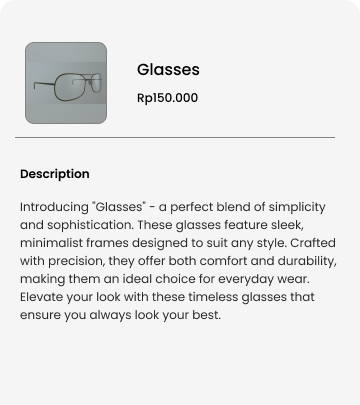 Glasses
Rp150.000
Description
Introducing "Glasses" - a perfect blend of simplicity
and sophistication. These glasses feature sleek,
minimalist frames designed to suit any style. Crafted
with precision, they offer both comfort and durability,
making them an ideal choice for everyday wear.
Elevate your look with these timeless glasses that
ensure you always look your best.